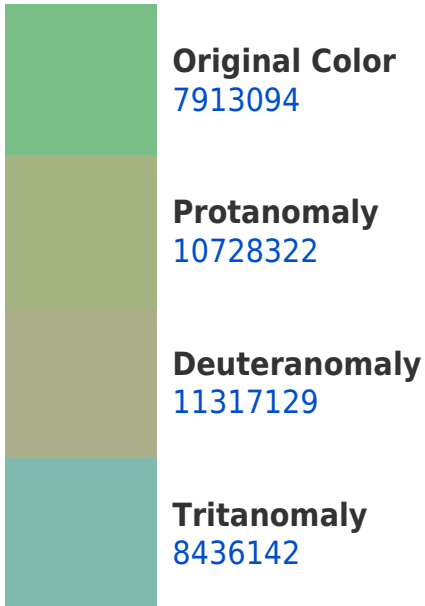 Original Color
7913094
Protanomaly
10728322
Deuteranomaly
11317129
Tritanomaly
8436142